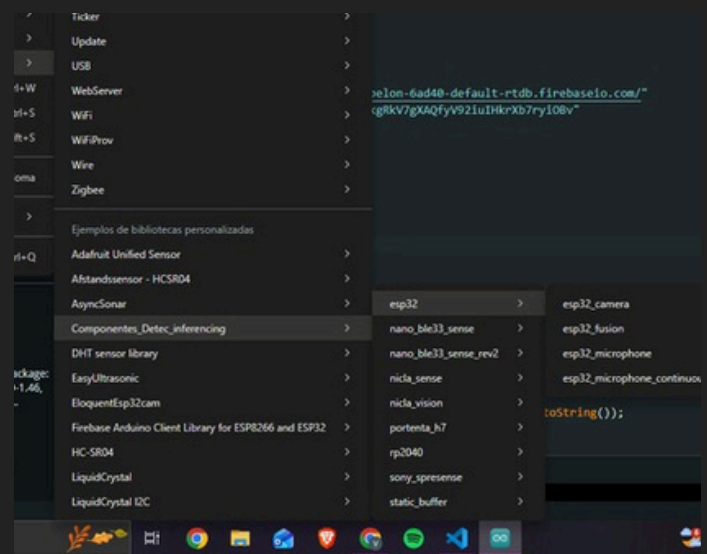 Ticker
Update
USB
WebServer
WiFi
WiFiProv
Wire
Zigbee
Ejemplos de bibliotecas personalizadas
Adafruit Unified Sensor
Afstandssensor - HCSR04
AsyncSonar
Componentes_Detec_inferencing
DHT sensor library
EasyUltrasonic
EloquentEsp32cam
Firebase Arduino Client Library for ESP8266 and ESP32
HC-SR04
LiquidCrystal
LiquidCrystal I2C
esp32
nano_ble33_sense
nano_ble33_sense_rev2
nicla_sense
nicla_vision
portenta_h7
rp2040
sony_spresense
static_buffer
esp32_camera
esp32_fusion
esp32_microphone
esp32_microphone_continuou
rl+W
trl+S
ft+S
oma
rl+Q
ackage:
-1.46,
elon-6ad40-default-rtdb.firebaseio.com/"
toString());